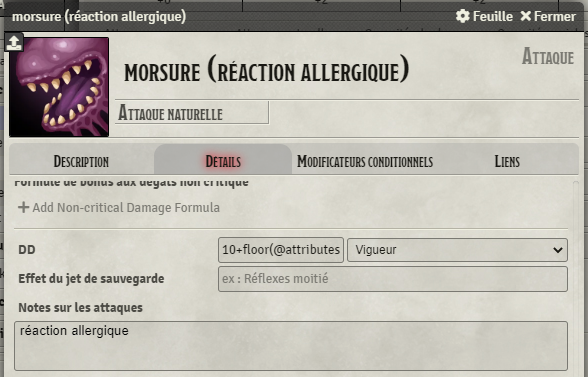 morsure (réaction allergique)
Feuille
Fermer
MORSURE (RÉACTION ALLERGIQUE)
ATTAQUE
ATTAQUE NATURELLE
DESCRIPTION
DÉTAILS
MODIFICATEURS CONDITIONNELS
LIENS
Formule de bonus aux dégâts non critique
Add Non-critical Damage Formula
DD
10+floor(@attributes
Vigueur
Effet du jet de sauvegarde
ex : Réflexes moitié
Notes sur les attaques
réaction allergique